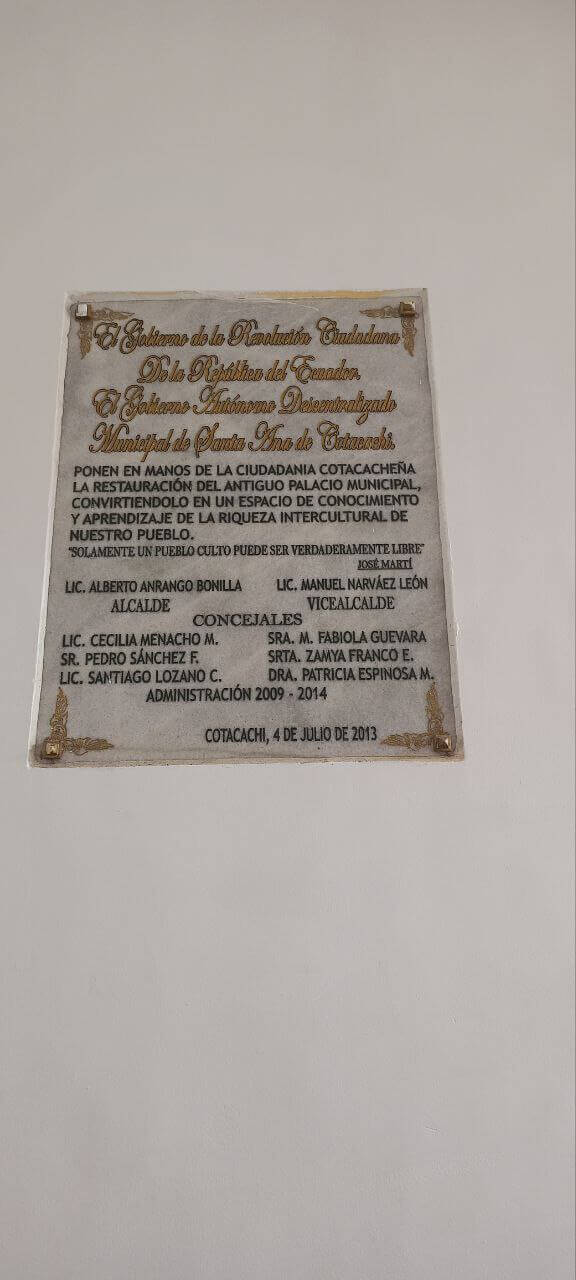 El Gobierno de la Revolución Ciudadana
De la República del Ecuador,
El Gobierno Autónomo Descentralizado
Municipal de Santa Ana de Cotacachi,
PONEN EN MANOS DE LA CIUDADANIA COTACACHEÑA
LA RESTAURACIÓN DEL ANTIGUO PALACIO MUNICIPAL,
CONVIRTIENDOLO EN UN ESPACIO DE CONOCIMIENTO
Y APRENDIZAJE DE LA RIQUEZA INTERCULTURAL DE
NUESTRO PUEBLO.
"SOLAMENTE UN PUEBLO CULTO PUEDE SER VERDADERAMENTE LIBRE"
JOSÉ MARTÍ
LIC. ALBERTO ANRANGO BONILLA LIC. MANUEL NARVÁEZ LEÓN
ALCALDE VICEALCALDE
CONCEJALES
LIC. CECILIA MENACHO M. SRA. M. FABIOLA GUEVARA
SR. PEDRO SÁNCHEZ F. SRTA. ZAMYA FRANCO E.
LIC. SANTIAGO LOZANO C. DRA. PATRICIA ESPINOSA M.
ADMINISTRACIÓN 2009 - 2014
COTACACHI, 4 DE JULIO DE 2013